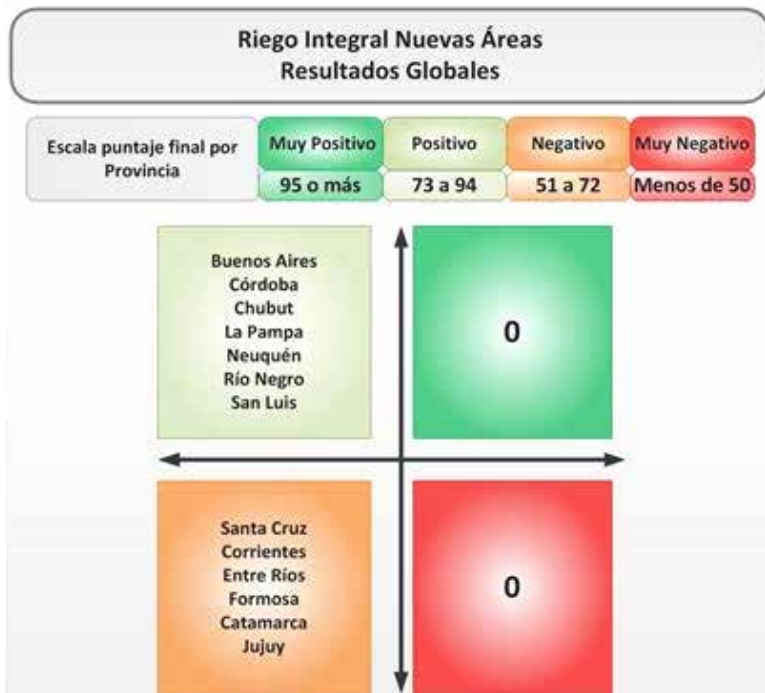 Riego Integral Nuevas Áreas
Resultados Globales
Escala puntaje final por
Provincia
Muy Positivo
Positivo
Negativo
Muy Negativo
95 o más
73 a 94
51 a 72
Menos de 50
Buenos Aires
Córdoba
Chubut
La Pampa
Neuquén
Río Negro
San Luis
0
Santa Cruz
Corrientes
Entre Ríos
Formosa
Catamarca
Jujuy
0